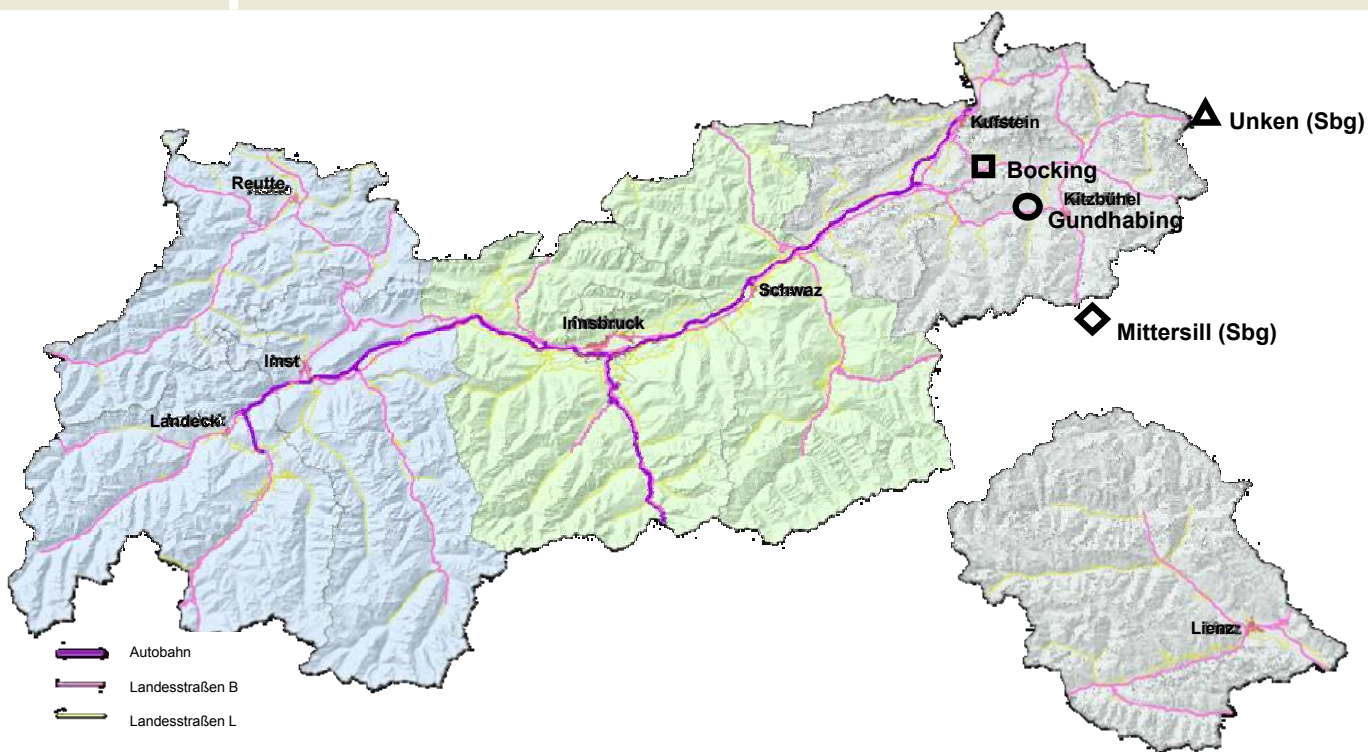 Kufstein
Unken (Sbg)
Bocking
Reutte
Kitzbühel
Gundhabing
Schwaz
Innsbruck
Mittersill (Sbg)
Imst
Landeck
Lienz
Autobahn
Landesstraßen B
Landesstraßen L